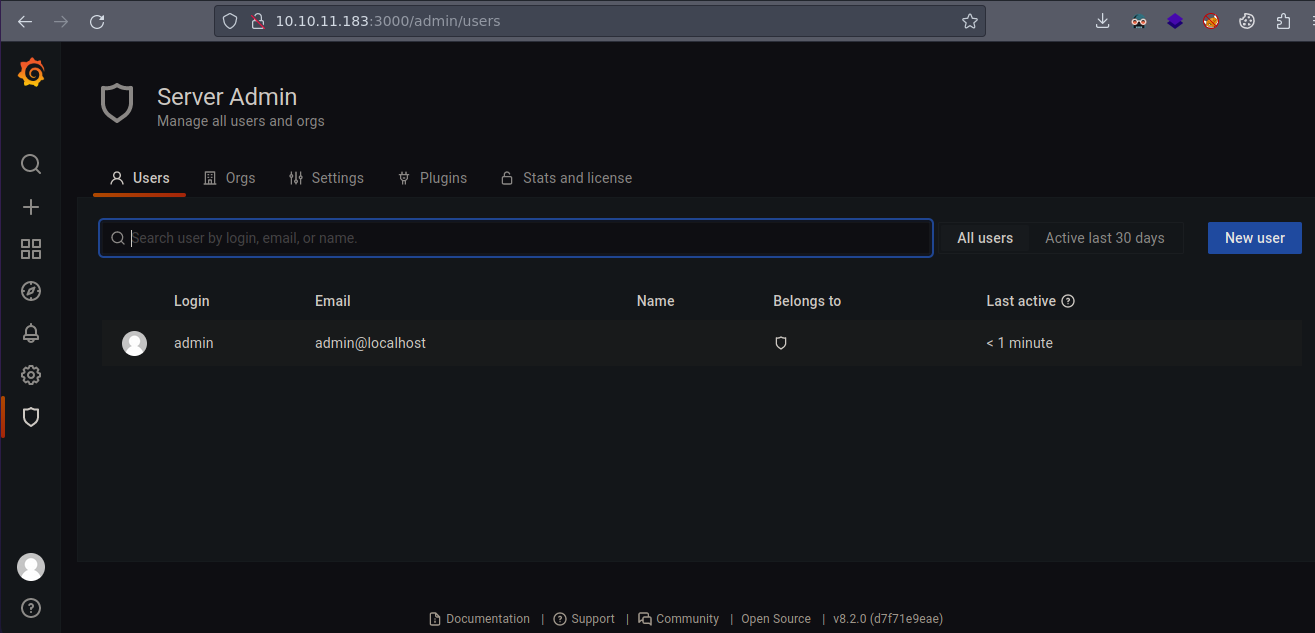 10.10.11.183:3000/admin/users
Server Admin
Manage all users and orgs
Users Orgs Settings Plugins Stats and license
Search user by login, email, or name. All users Active last 30 days New user
Login Email Name Belongs to Last active
admin admin@localhost < 1 minute
Documentation | Support | Community | Open Source | v8.2.0 (d7f71e9eae)